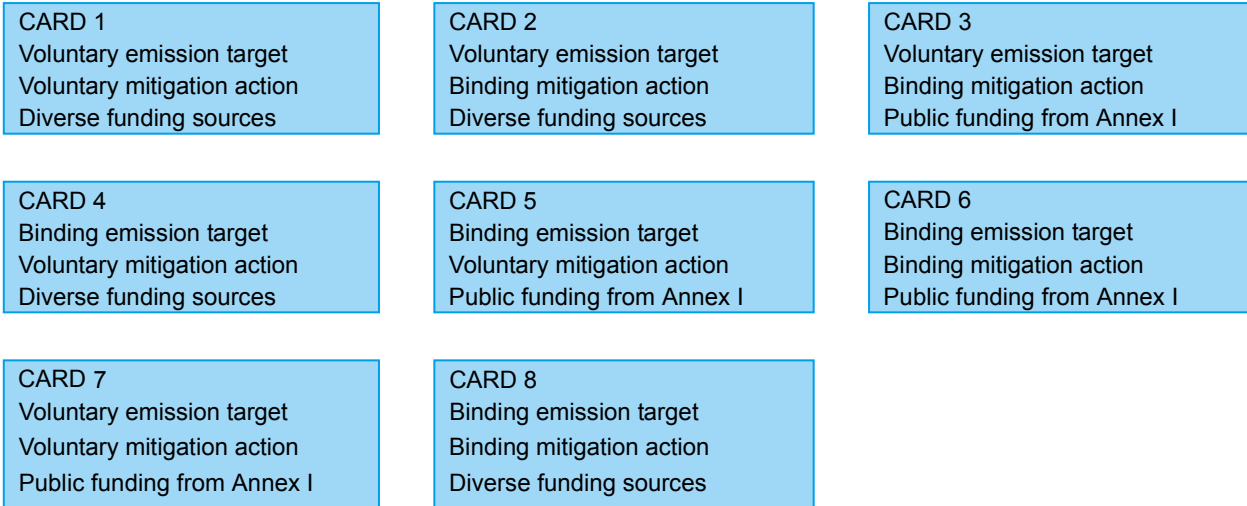 CARD 1
Voluntary emission target
Voluntary mitigation action
Diverse funding sources
CARD 2
Voluntary emission target
Binding mitigation action
Diverse funding sources
CARD 3
Voluntary emission target
Binding mitigation action
Public funding from Annex I
CARD 4
Binding emission target
Voluntary mitigation action
Diverse funding sources
CARD 5
Binding emission target
Voluntary mitigation action
Public funding from Annex I
CARD 6
Binding emission target
Binding mitigation action
Public funding from Annex I
CARD 7
Voluntary emission target
Voluntary mitigation action
Public funding from Annex I
CARD 8
Binding emission target
Binding mitigation action
Diverse funding sources